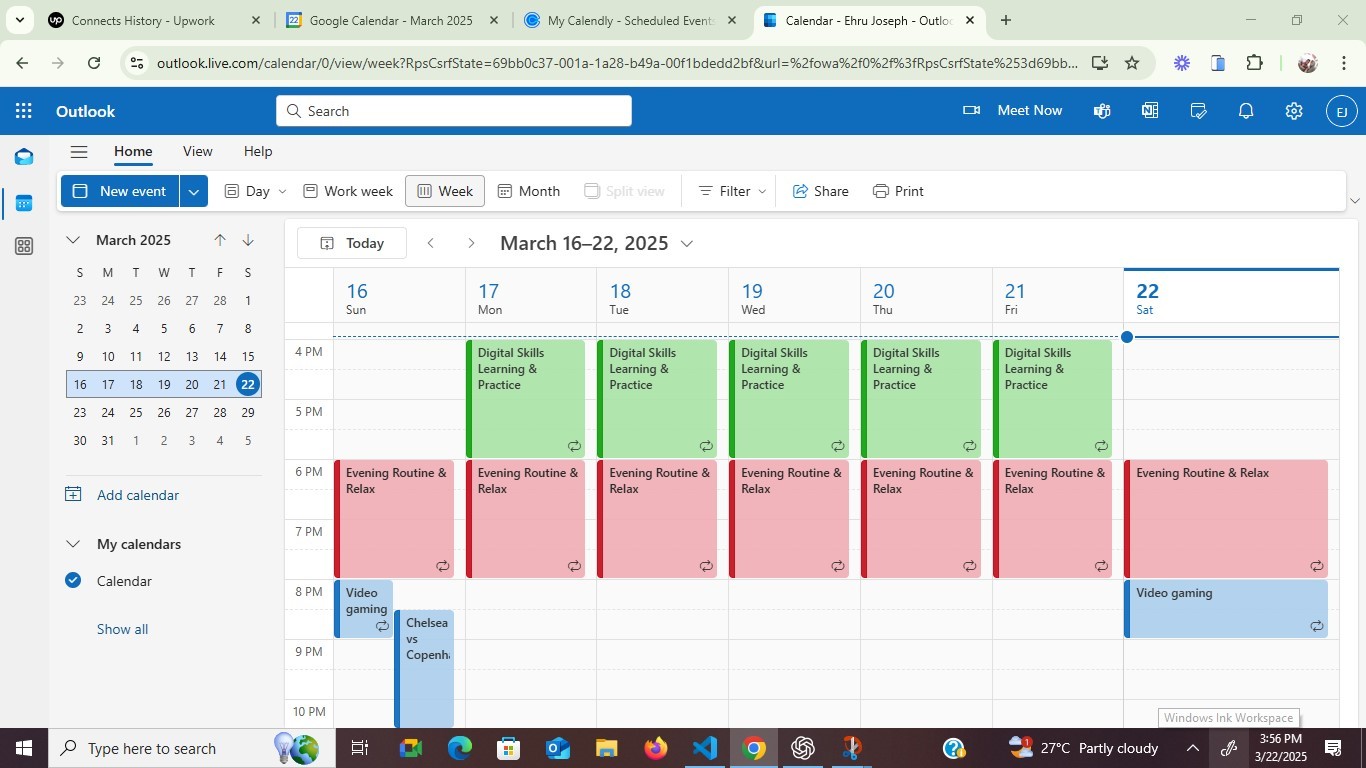 Connects History - Upwork
Google Calendar - March 2025
My Calendly - Scheduled Events
Calendar - Ehru Joseph - Outlo
outlook.live.com/calendar/0/view/week?RpsCsrfState=69bb0c37-001a-1a28-b49a-00f1bdedd2bf&url=%2fowa%2f0%2f%3fRpsCsrfState%253d69bb...
Outlook
Search
Meet Now
EJ
Home
View
Help
New event
Day
Work week
Week
Month
Split view
Filter
Share
Print
March 2025
S M T W T F S
23 24 25 26 27 28 1
2 3 4 5 6 7 8
9 10 11 12 13 14 15
16 17 18 19 20 21 22
23 24 25 26 27 28 29
30 31 1 2 3 4 5
Add calendar
My calendars
Calendar
Show all
Today
March 16–22, 2025
16 17 18 19 20 21 22
Sun Mon Tue Wed Thu Fri Sat
4 PM
Digital Skills
Learning &
Practice
Digital Skills
Learning &
Practice
Digital Skills
Learning &
Practice
Digital Skills
Learning &
Practice
Digital Skills
Learning &
Practice
5 PM
6 PM
Evening Routine &
Relax
Evening Routine &
Relax
Evening Routine &
Relax
Evening Routine &
Relax
Evening Routine &
Relax
Evening Routine &
Relax
Evening Routine & Relax
7 PM
8 PM
Video
gaming
Chelsea
vs
Copenh
Video gaming
9 PM
10 PM
Windows Ink Workspace
Type here to search
27°C Partly cloudy
3:56 PM
3/22/2025